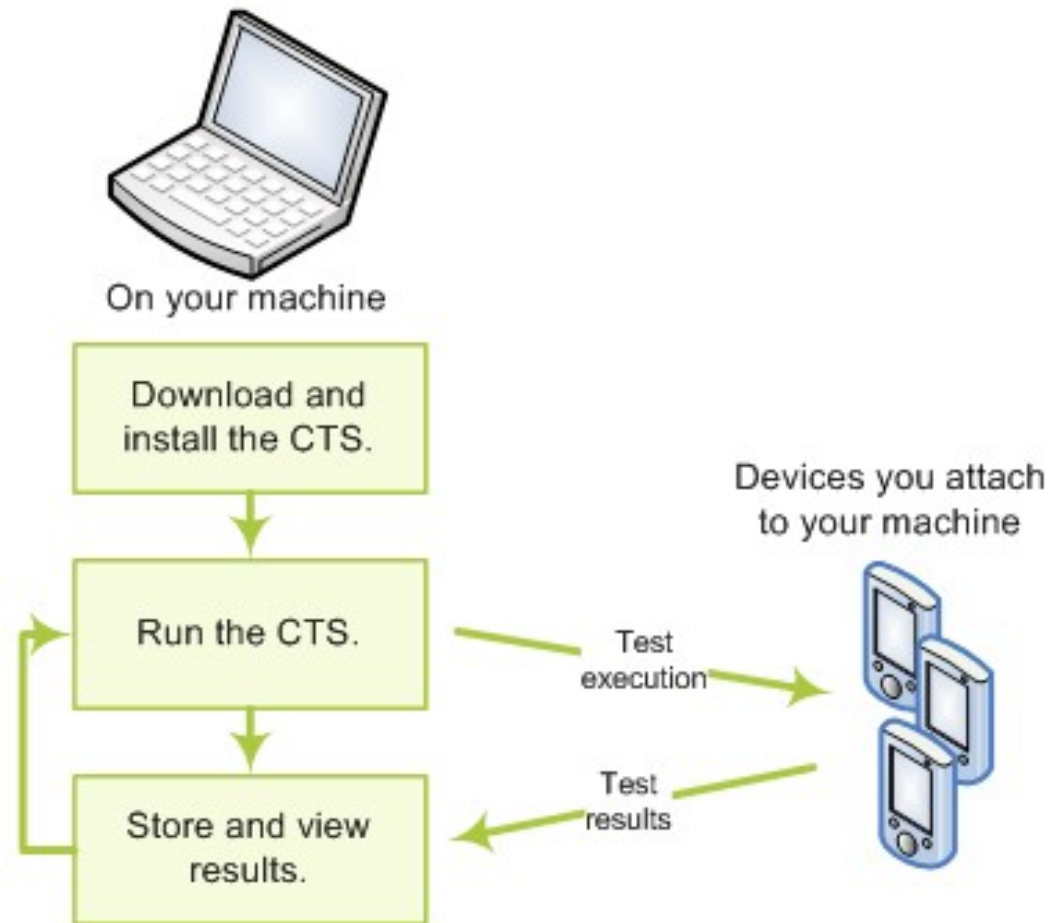 On your machine
Download and
install the CTS.
Devices you attach
to your machine
Run the CTS.
Test
execution
Test
results
Store and view
results.